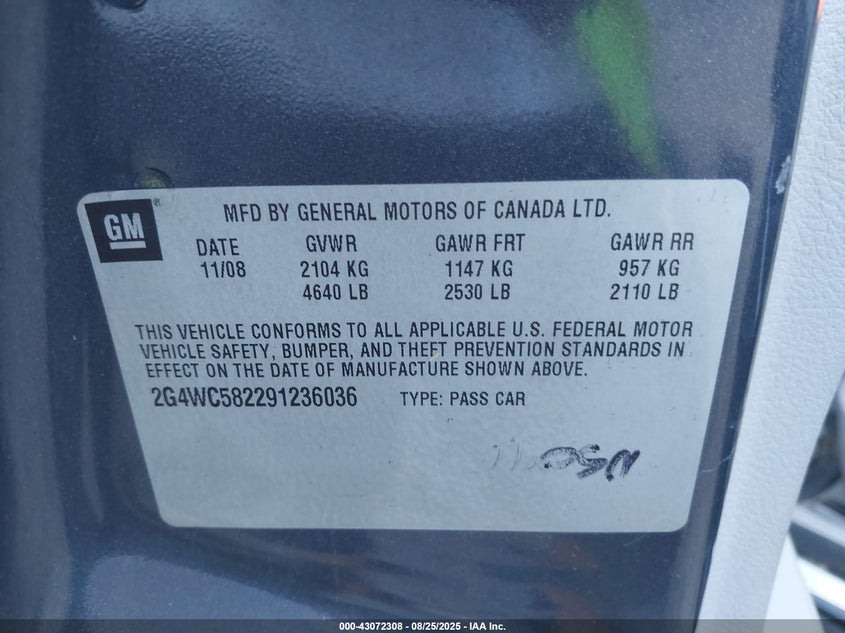 GM ®
MFD BY GENERAL MOTORS OF CANADA LTD.
DATE GVWR GAWR FRT GAWR RR
11/08 2104 KG 1147 KG 957 KG
4640 LB 2530 LB 2110 LB
THIS VEHICLE CONFORMS TO ALL APPLICABLE U.S. FEDERAL MOTOR
VEHICLE SAFETY, BUMPER, AND THEFT PREVENTION STANDARDS IN
EFFECT ON THE DATE OF MANUFACTURE SHOWN ABOVE.
2G4WC582291236036 TYPE: PASS CAR
000-43072308 - 08/25/2025 - IAA Inc.